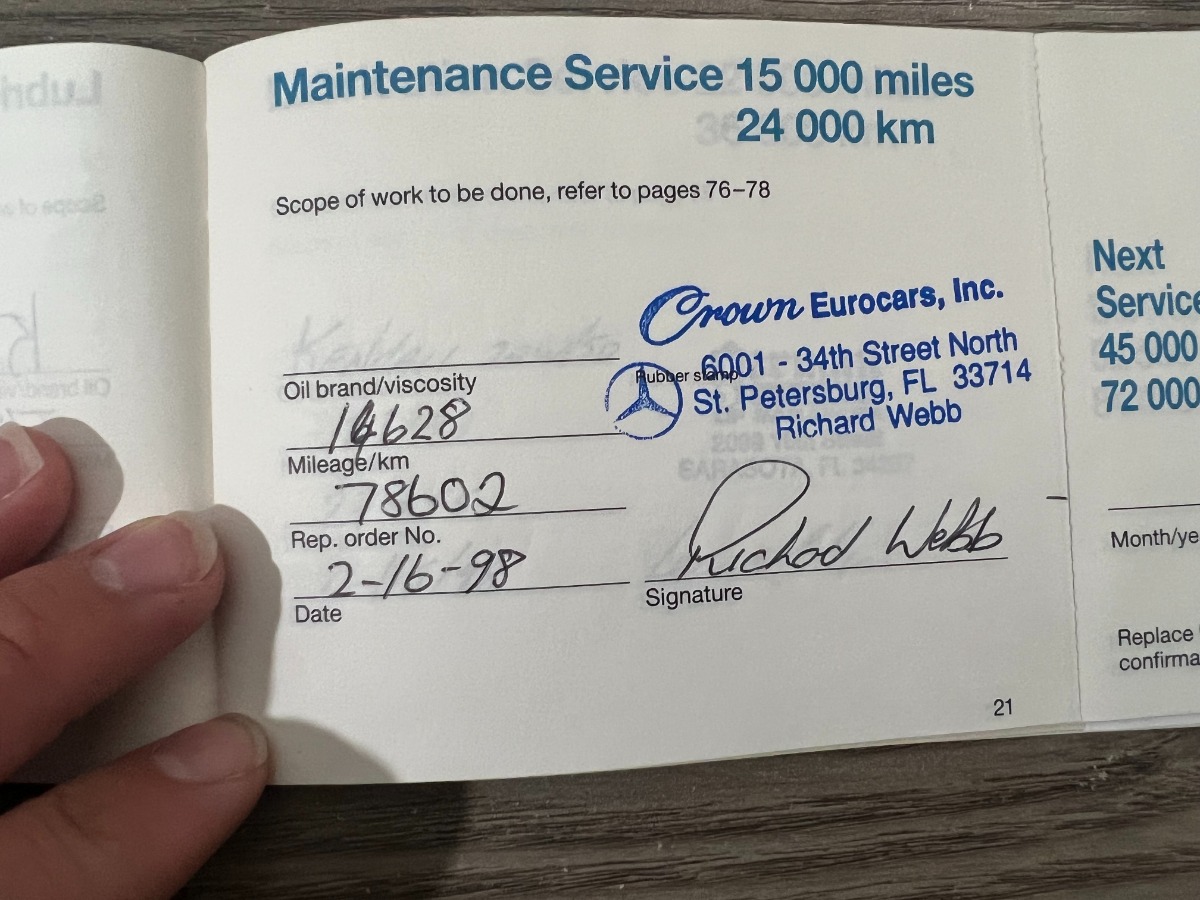 Maintenance Service 15 000 miles
24 000 km
Scope of work to be done, refer to pages 76–78
Crown Eurocars, Inc.
6001 - 34th Street North
Rubber stamp
St. Petersburg, FL 33714
Richard Webb
Oil brand/viscosity
14628
Mileage/km
78602
Rep. order No.
2-16-98
Date
Richard Webb
Signature
21
Next
Service
45 000
72 000
Month/ye
Replace
confirma